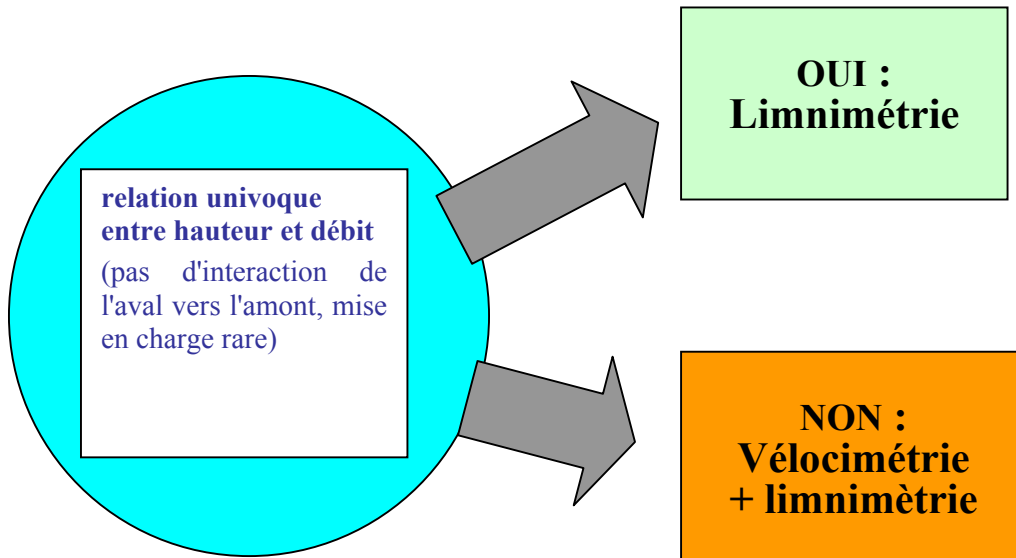 relation univoque
entre hauteur et débit
(pas d'interaction de
l'aval vers l'amont, mise
en charge rare)
OUI :
Limnimétrie
NON :
Vélocimétrie
+ limnimètrie